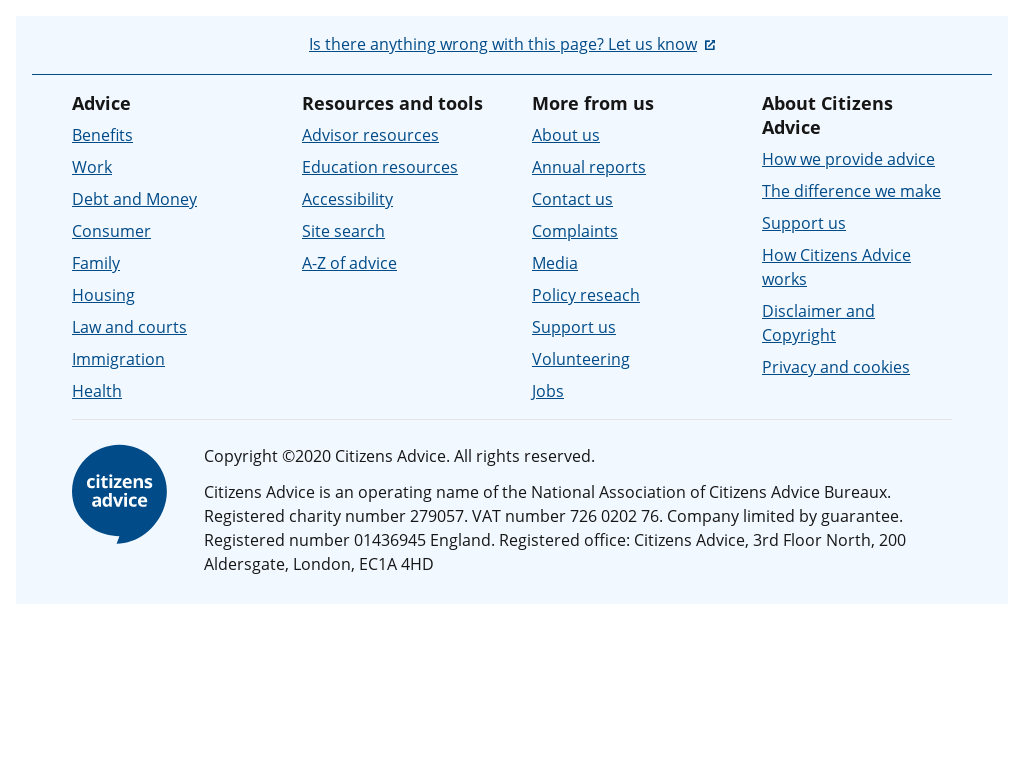 Is there anything wrong with this page? Let us know
Advice
Benefits
Work
Debt and Money
Consumer
Family
Housing
Law and courts
Immigration
Health
Resources and tools
Advisor resources
Education resources
Accessibility
Site search
A-Z of advice
More from us
About us
Annual reports
Contact us
Complaints
Media
Policy reseach
Support us
Volunteering
Jobs
About Citizens
Advice
How we provide advice
The difference we make
Support us
How Citizens Advice
works
Disclaimer and
Copyright
Privacy and cookies
citizens
advice
Copyright ©2020 Citizens Advice. All rights reserved.
Citizens Advice is an operating name of the National Association of Citizens Advice Bureaux.
Registered charity number 279057. VAT number 726 0202 76. Company limited by guarantee.
Registered number 01436945 England. Registered office: Citizens Advice, 3rd Floor North, 200
Aldersgate, London, EC1A 4HD